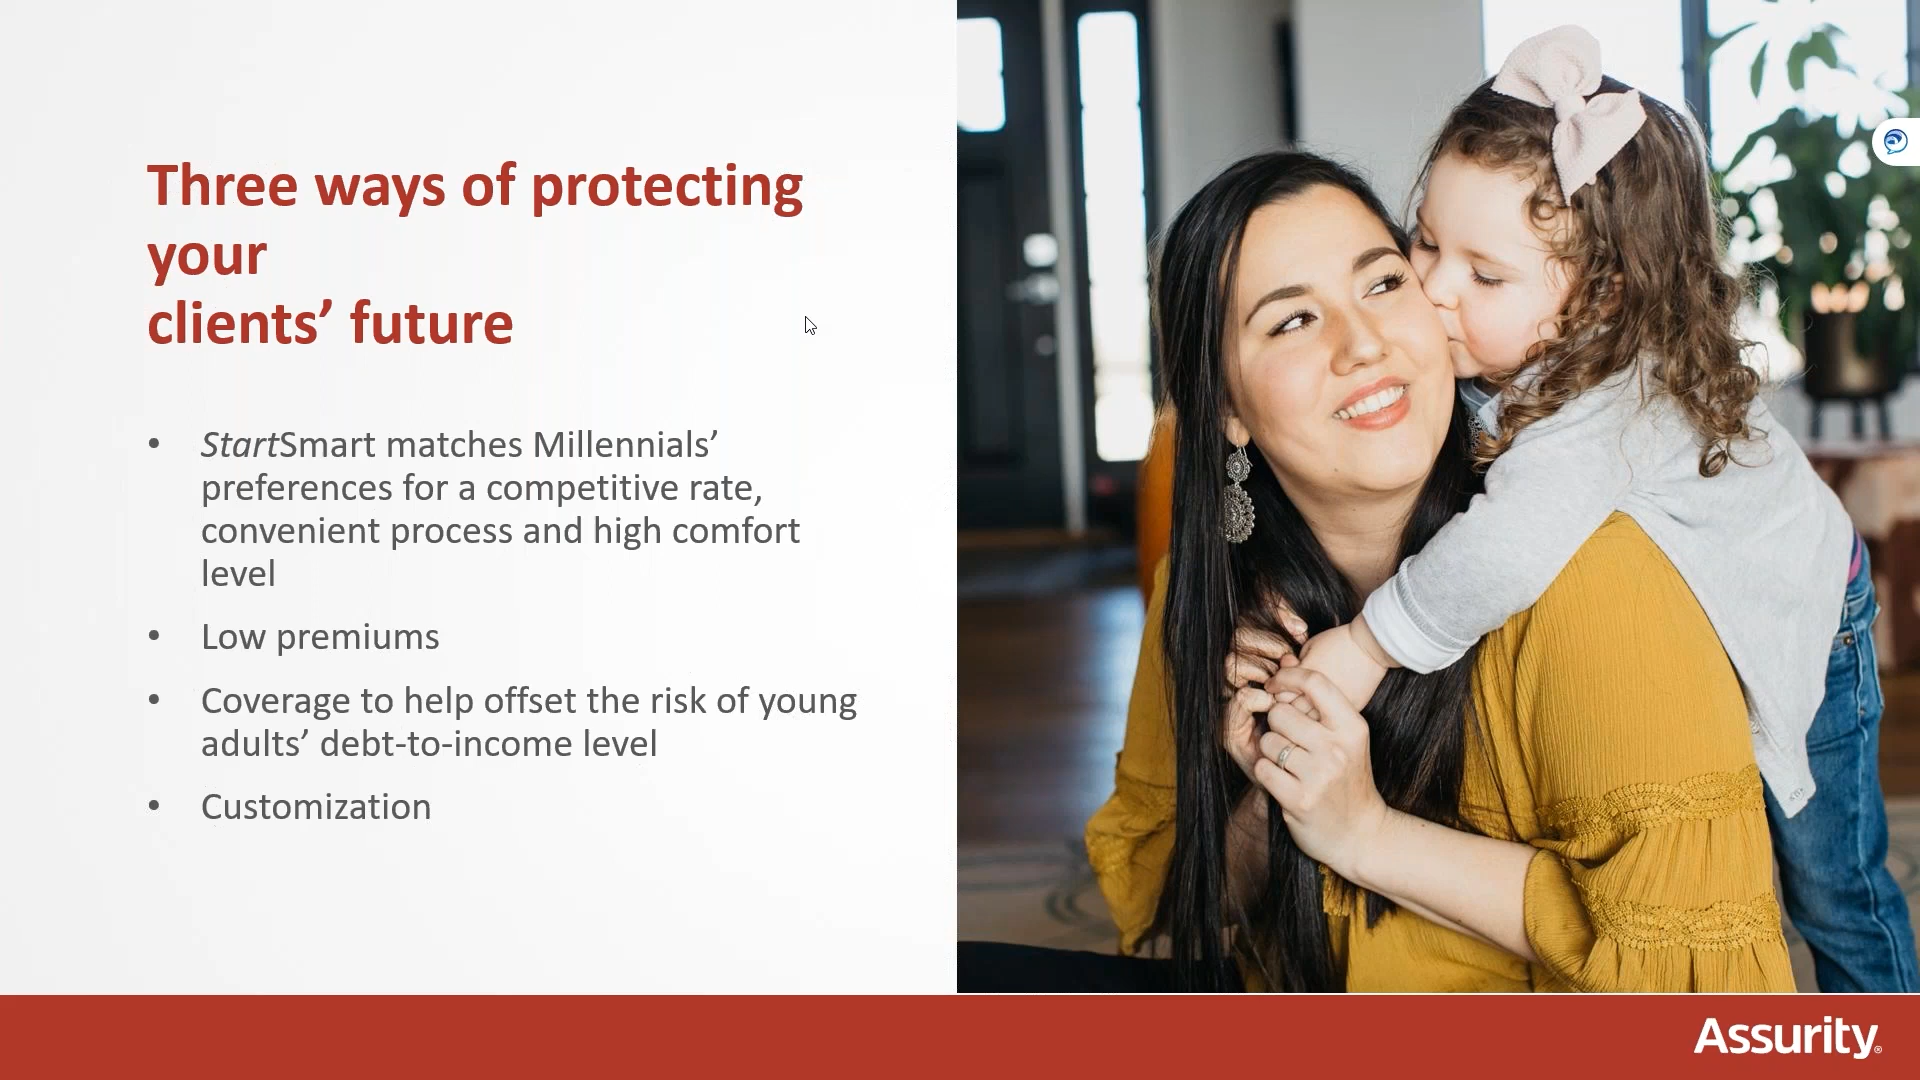 Three ways of protecting
your
clients’ future
• StartSmart matches Millennials’
preferences for a competitive rate,
convenient process and high comfort
level
• Low premiums
• Coverage to help offset the risk of young
adults’ debt-to-income level
• Customization
Assurity®